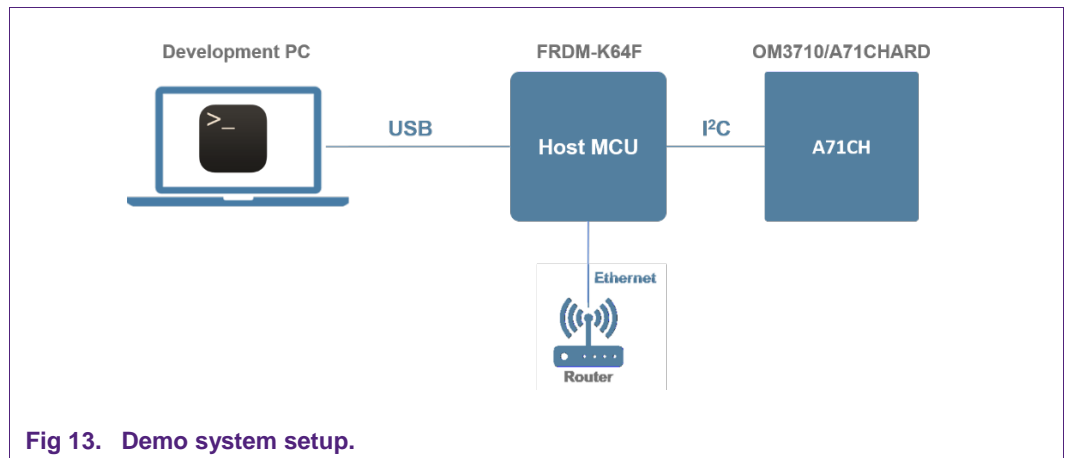 Development PC
FRDM-K64F
OM3710/A71CHARD
>_
USB
Host MCU
I²C
A71CH
Ethernet
Router
Fig 13. Demo system setup.